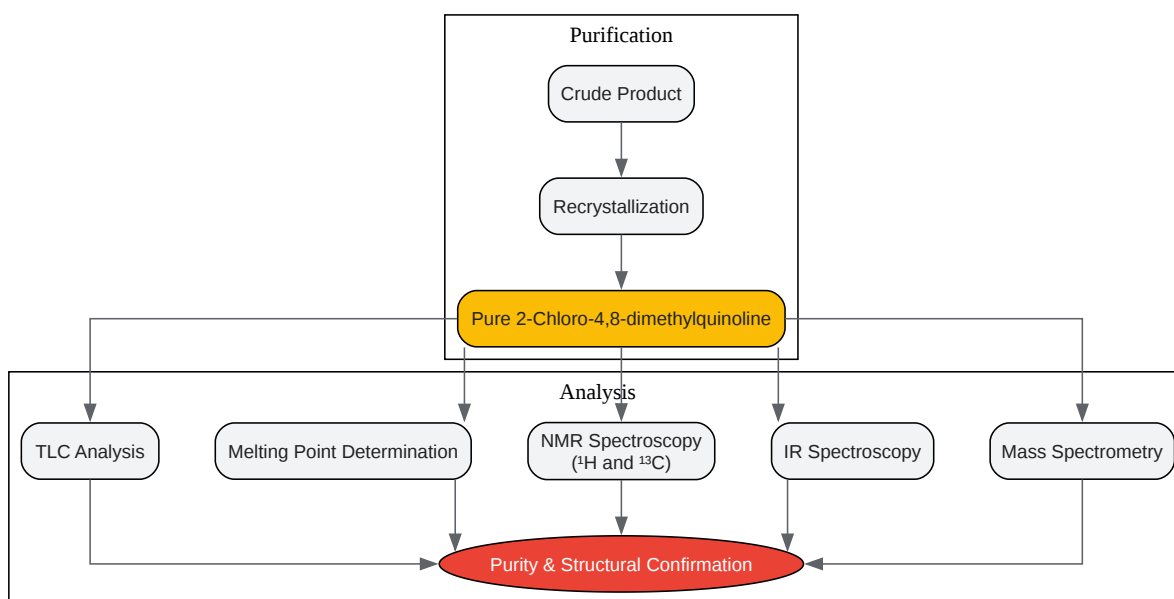 Purification
Crude Product
Recrystallization
Pure 2-Chloro-4,8-dimethylquinoline
Analysis
TLC Analysis
Melting Point Determination
NMR Spectroscopy
(¹H and ¹³C)
IR Spectroscopy
Mass Spectrometry
Purity & Structural Confirmation